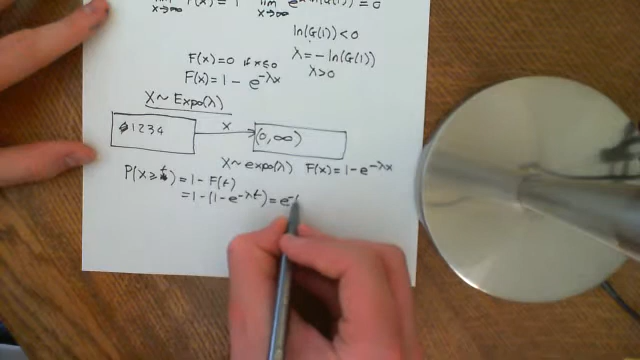 lim x→∞ F(x) = 1 lim x→∞ e^x ln(G(1)) = 0
ln(G(1)) < 0
λ = - ln(G(1))
λ > 0
F(x) = 0 if x ≤ 0
F(x) = 1 - e^-λx
X ~ Expo(λ)
1234 X (0, ∞)
X ~ expo(λ) F(x) = 1 - e^-λx
P(X ≥ t) = 1 - F(t)
= 1 - (1 - e^-λt) = e^-